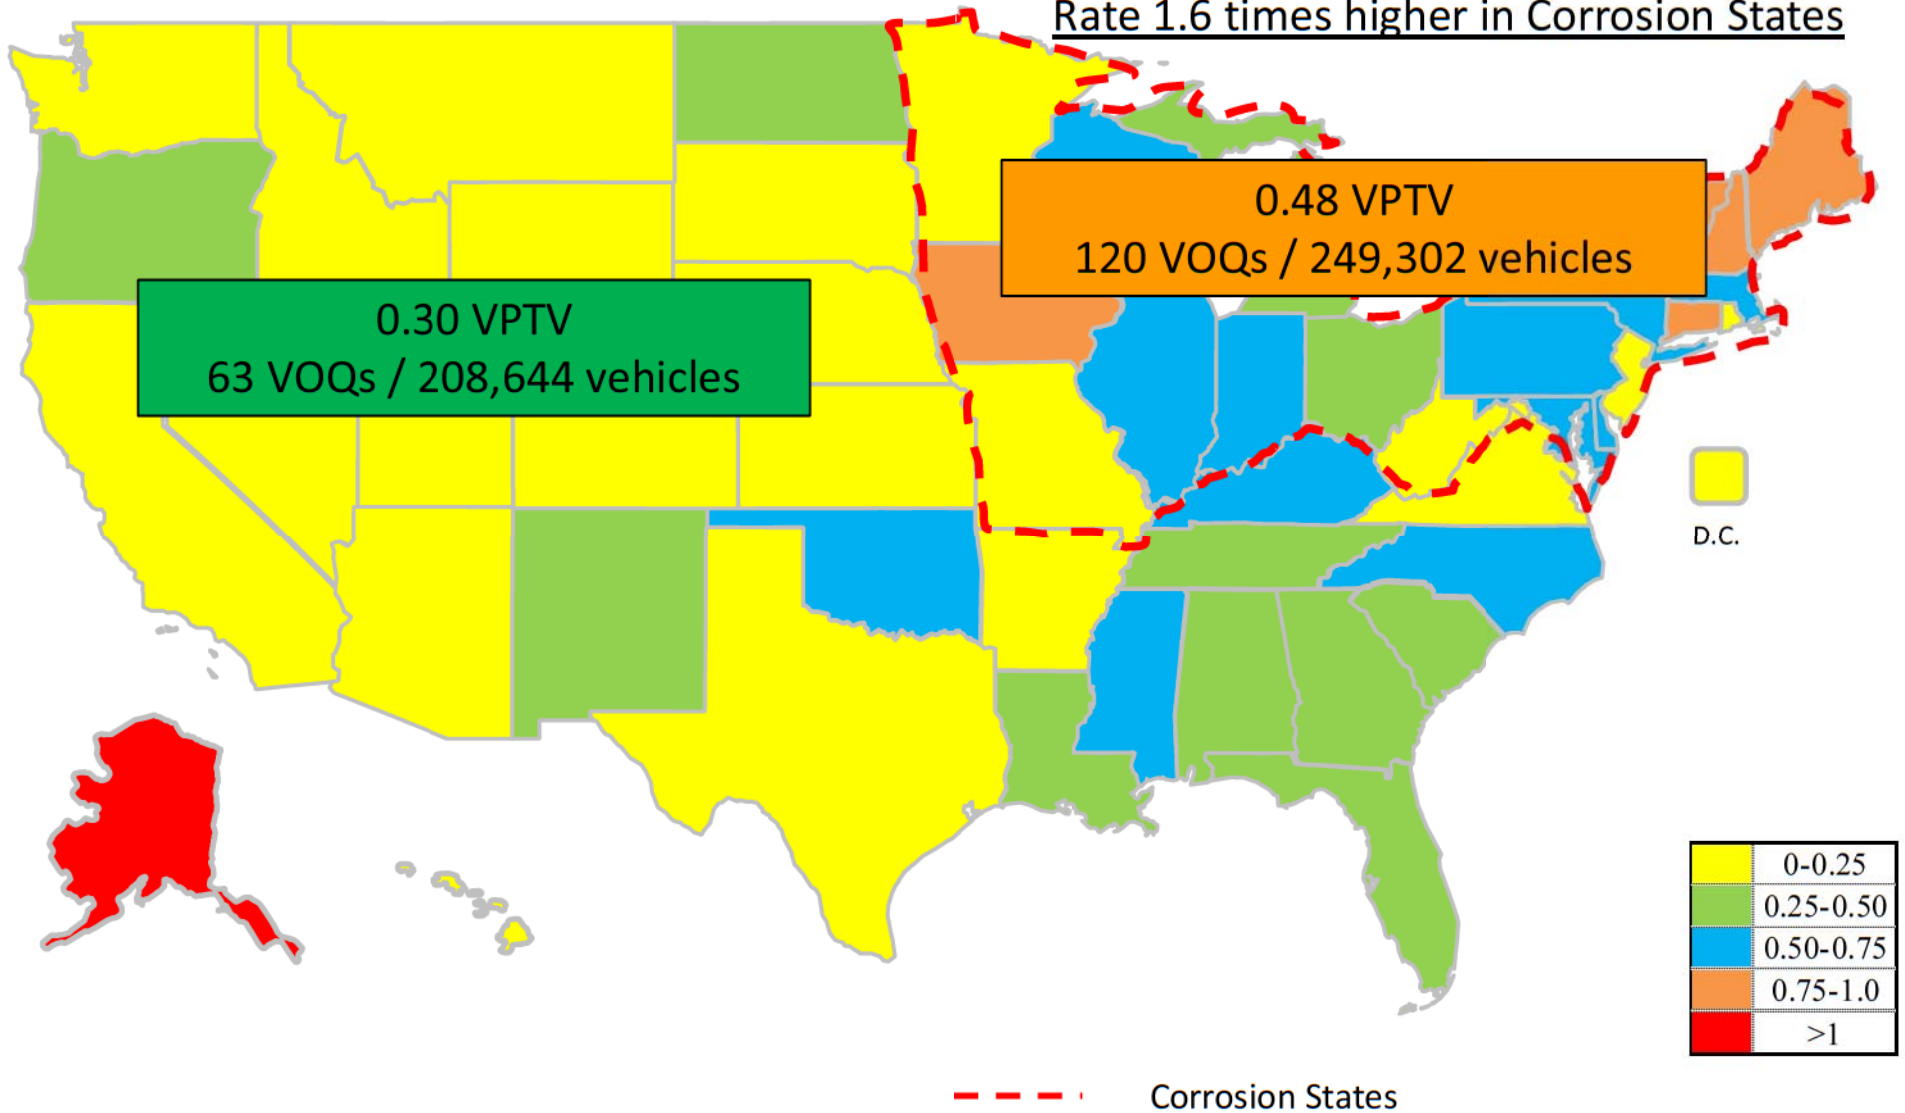 Rate 1.6 times higher in Corrosion States
0.48 VPTV
120 VOQs / 249,302 vehicles
0.30 VPTV
63 VOQs / 208,644 vehicles
D.C.
0-0.25
0.25-0.50
0.50-0.75
0.75-1.0
>1
Corrosion States